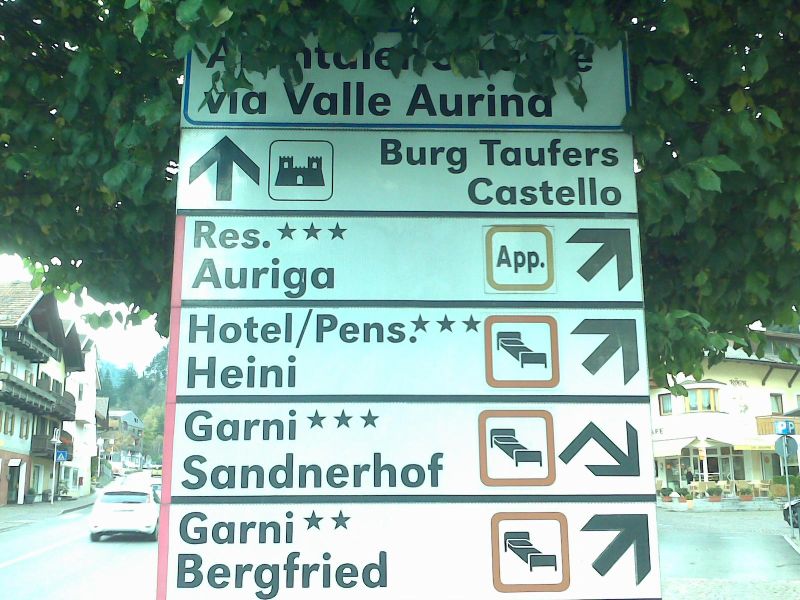 via Valle Aurina
Burg Taufers
Castello
Res.★★★
Auriga
App.
Hotel/Pens.★★★
Heini
Garni★★★
Sandnerhof
Garni★★
Bergfried
P